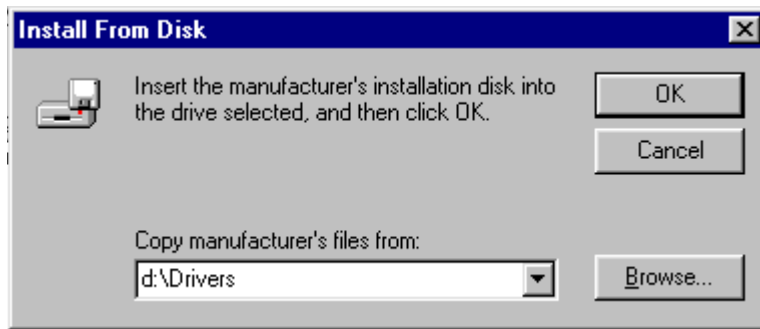 Install From Disk
Insert the manufacturer's installation disk into
the drive selected, and then click OK.
OK
Cancel
Copy manufacturer's files from:
d:\Drivers
Browse...